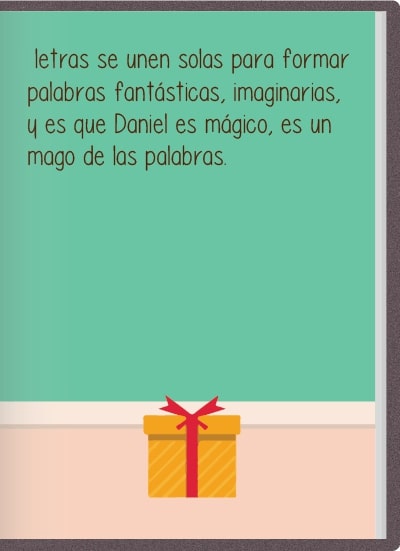 letras se unen solas para formar
palabras fantásticas, imaginarias,
y es que Daniel es mágico, es un
mago de las palabras.